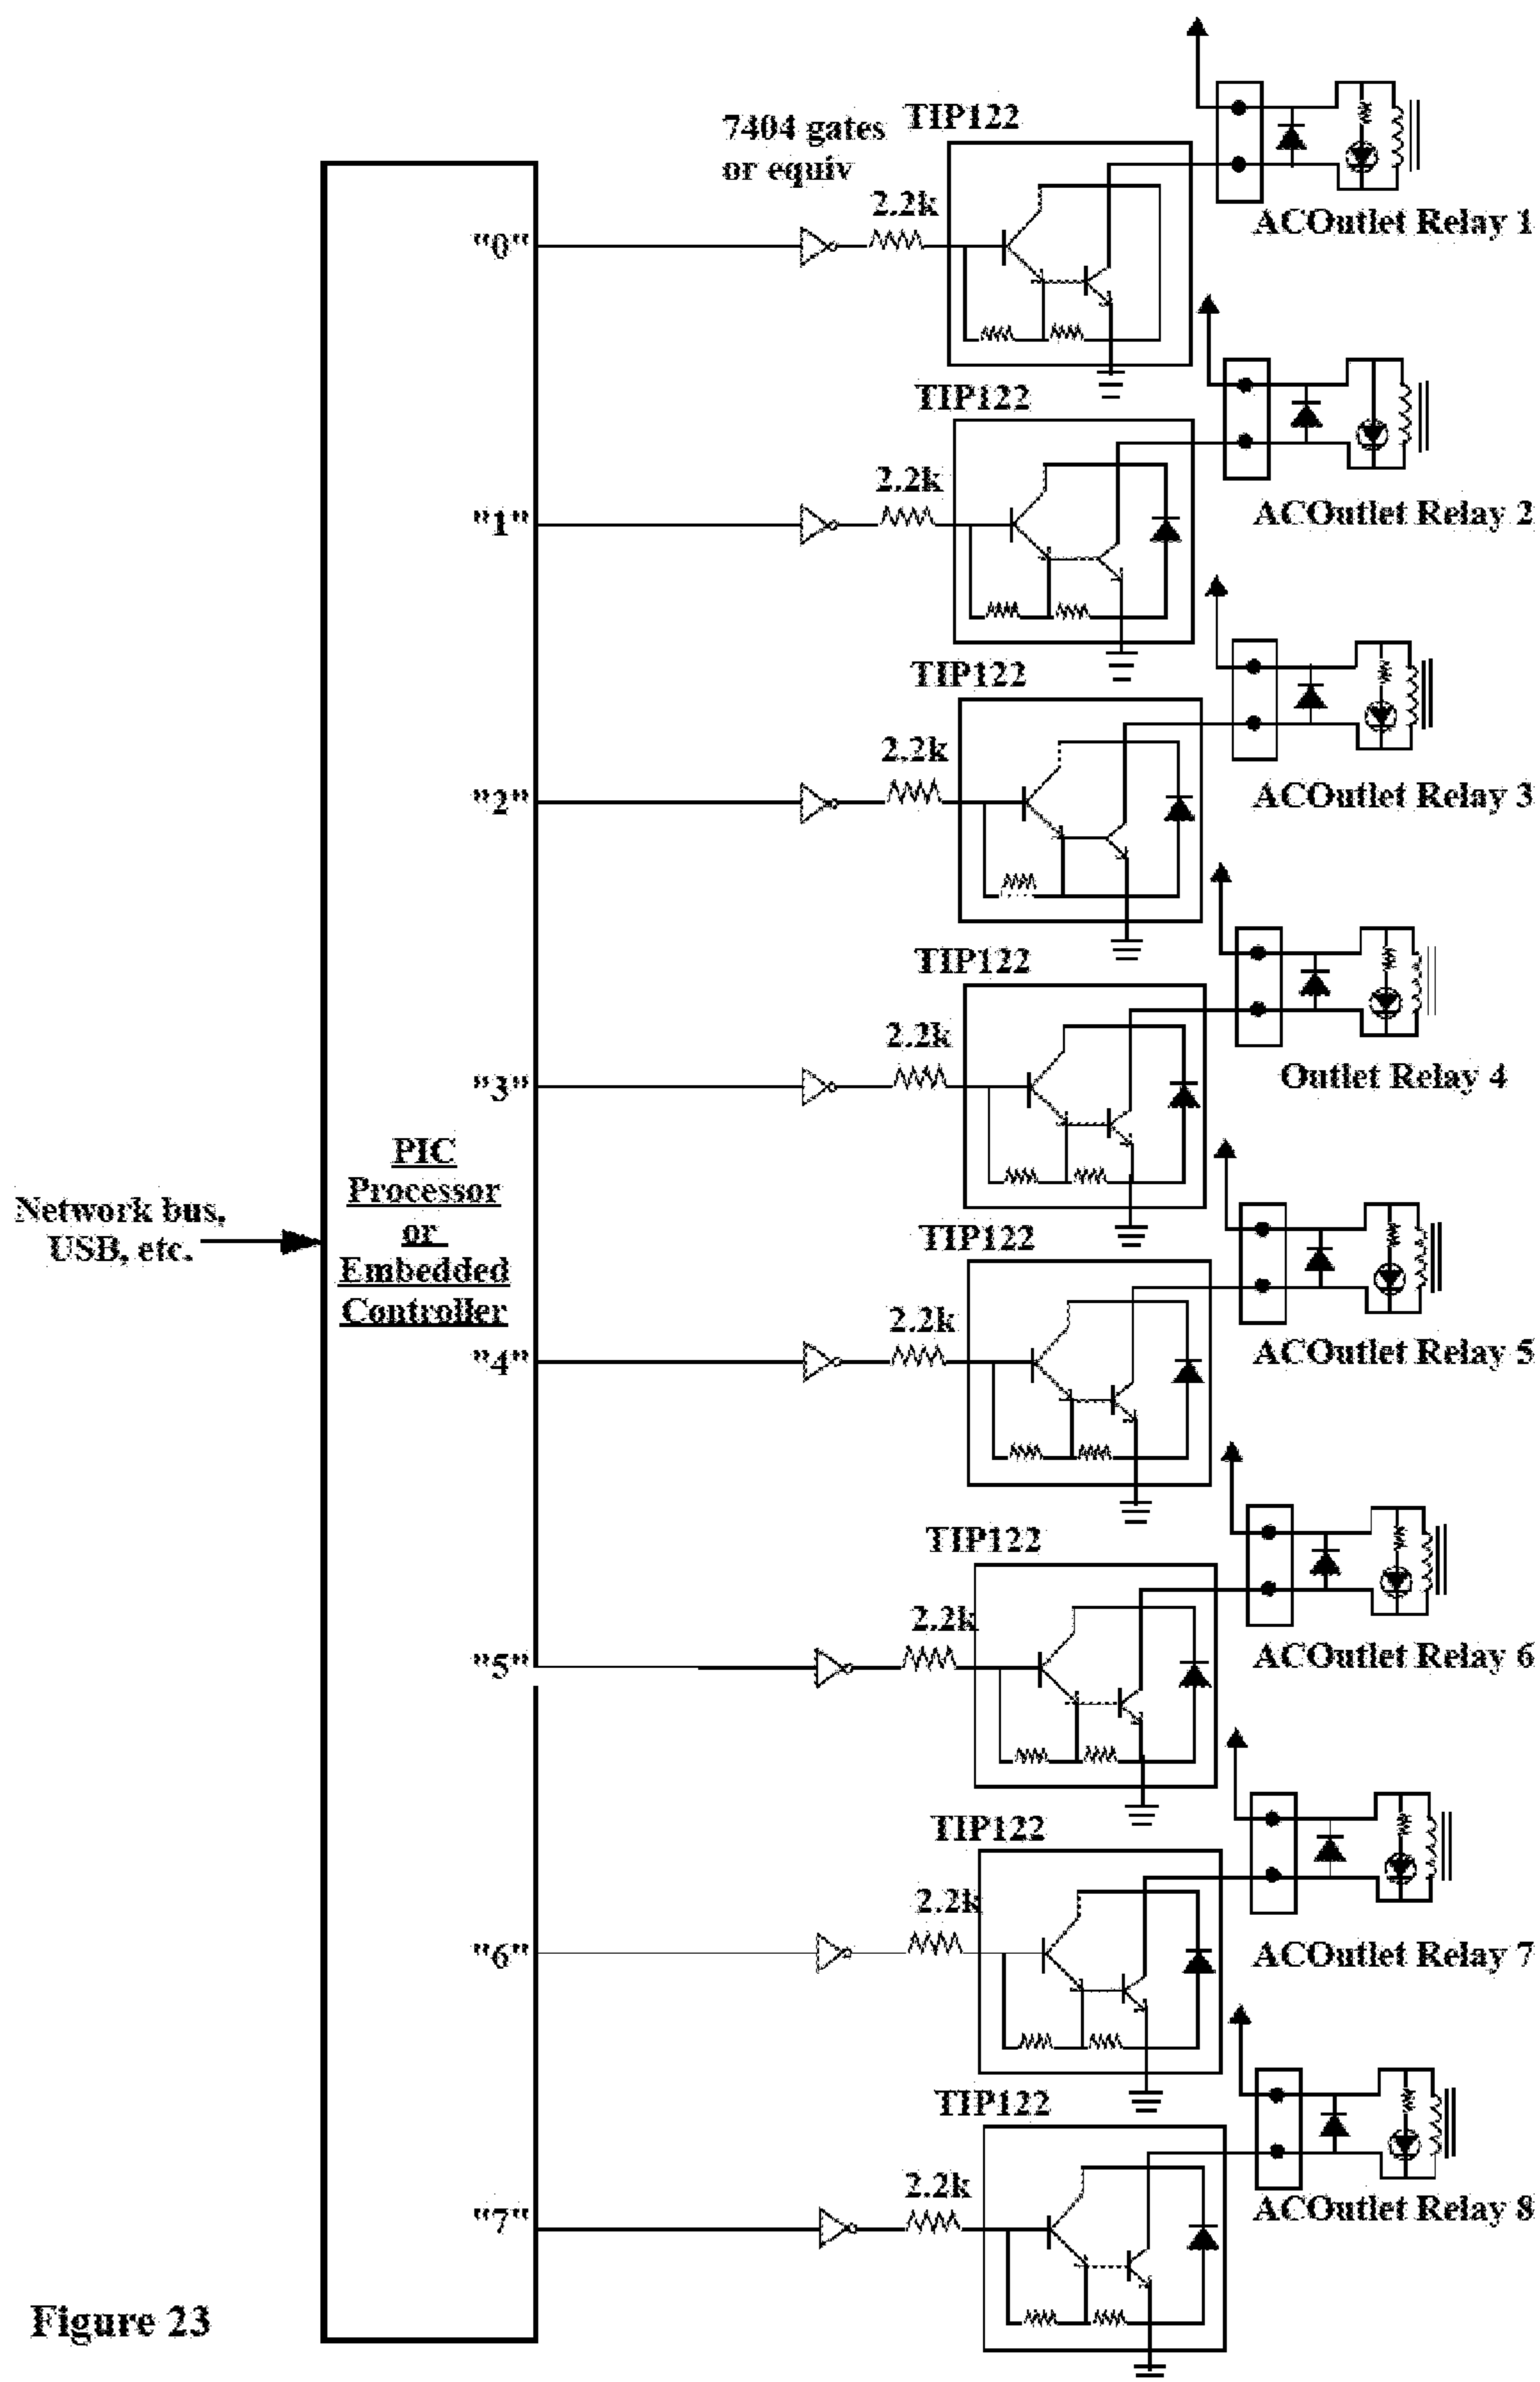 7404 gates
or equiv
TIP122
2.2k
"0"
ACOutlet Relay 1
TIP122
2.2k
"1"
ACOutlet Relay 2
TIP122
2.2k
"2"
ACOutlet Relay 3
TIP122
2.2k
"3"
Outlet Relay 4
PIC
Processor
or
Embedded
Controller
Network bus,
USB, etc.
TIP122
2.2k
"4"
ACOutlet Relay 5
TIP122
2.2k
"5"
ACOutlet Relay 6
TIP122
2.2k
"6"
ACOutlet Relay 7
TIP122
2.2k
"7"
ACOutlet Relay 8
Figure 23